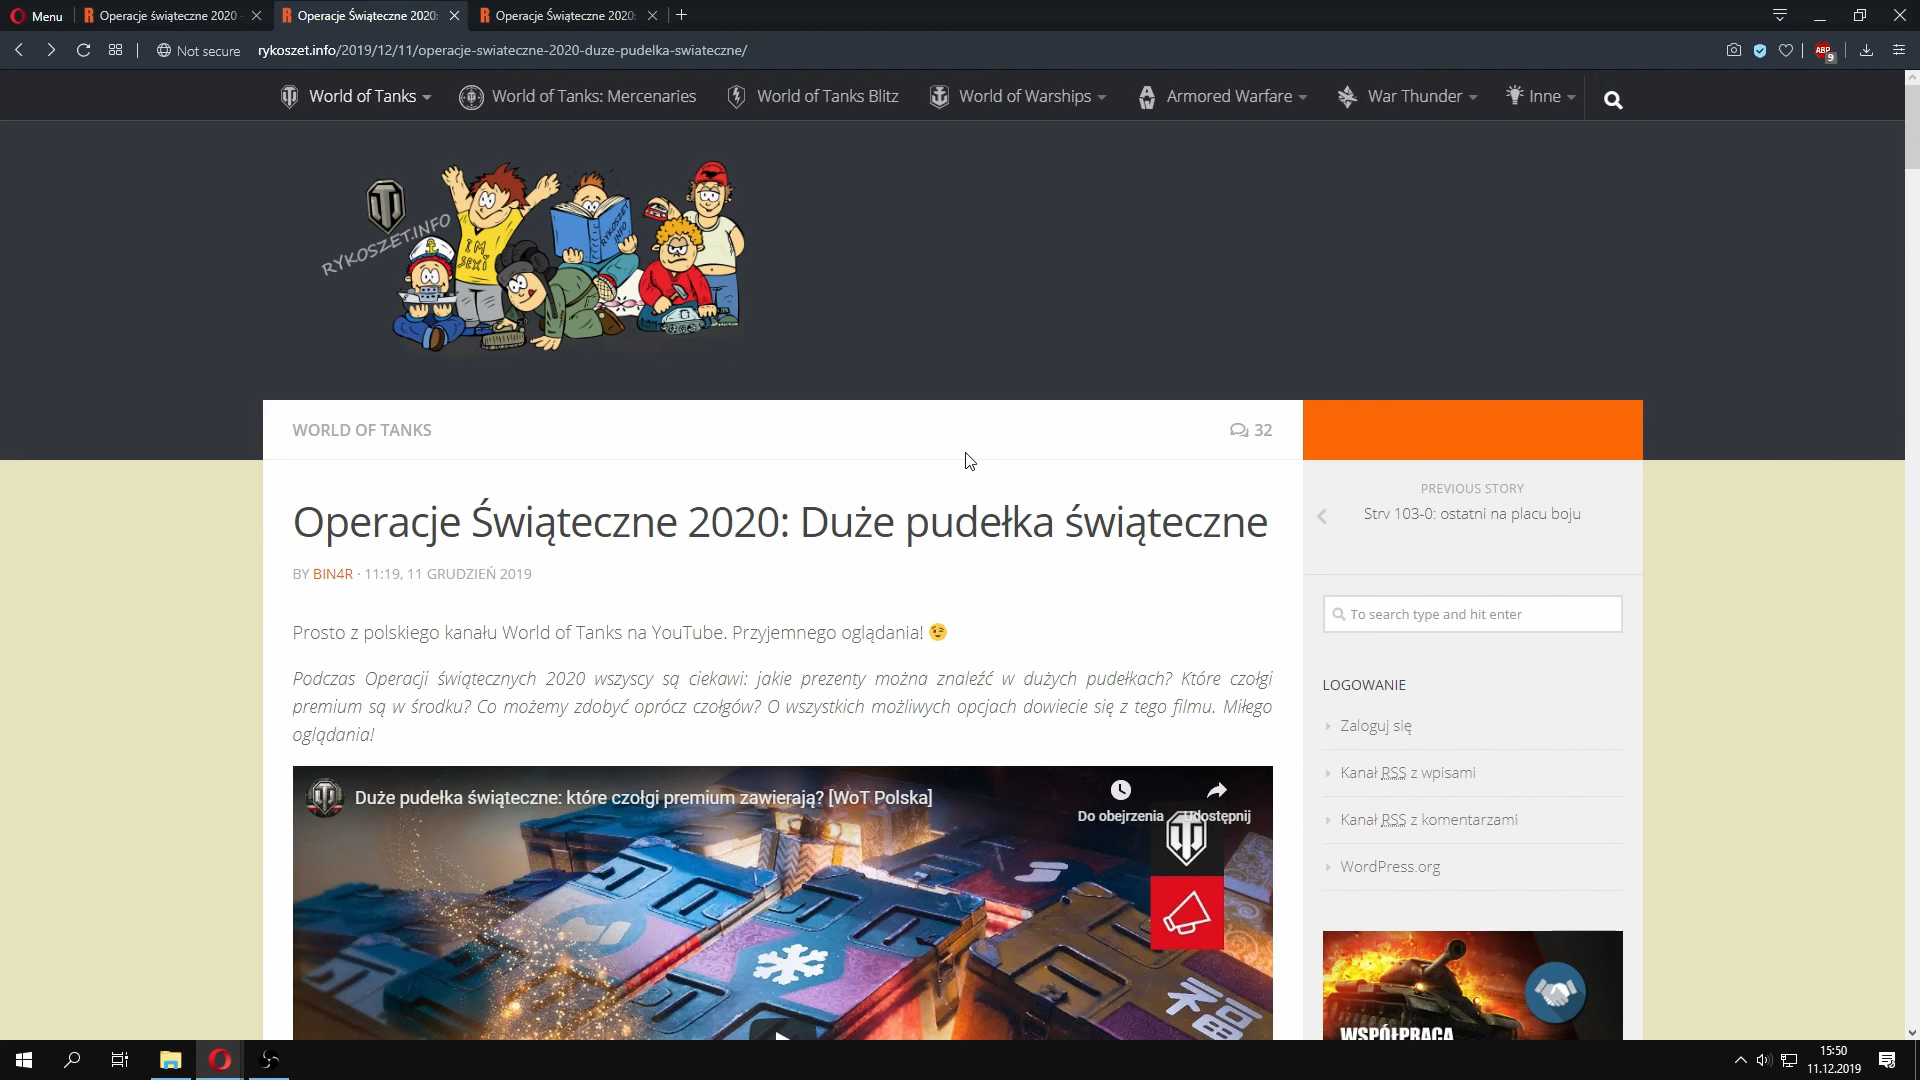 Menu
Operacje świąteczne 2020
Operacje Świąteczne 2020:
Operacje Świąteczne 2020:
Not secure
rykoszet.info/2019/12/11/operacje-swiateczne-2020-duze-pudelka-swiateczne/
ABP
9
World of Tanks
World of Tanks: Mercenaries
World of Tanks Blitz
World of Warships
Armored Warfare
War Thunder
Inne
RYKOSZET.INFO
I'M
SEXI
RYKOSZET
INFO
WORLD OF TANKS
32
Operacje Świąteczne 2020: Duże pudełka świąteczne
BY BIN4R · 11:19, 11 GRUDZIEŃ 2019
Prosto z polskiego kanału World of Tanks na YouTube. Przyjemnego oglądania! 😉
Podczas Operacji świątecznych 2020 wszyscy są ciekawi: jakie prezenty można znaleźć w dużych pudełkach? Które czołgi
premium są w środku? Co możemy zdobyć oprócz czołgów? O wszystkich możliwych opcjach dowiecie się z tego filmu. Miłego
oglądania!
Duże pudełka świąteczne: które czołgi premium zawierają? [WoT Polska]
Do obejrzenia
Udostępnij
福
PREVIOUS STORY
Strv 103-0: ostatni na placu boju
To search type and hit enter
LOGOWANIE
Zaloguj się
Kanał RSS z wpisami
Kanał RSS z komentarzami
WordPress.org
WSPÓŁPRACA
15:50
11.12.2019